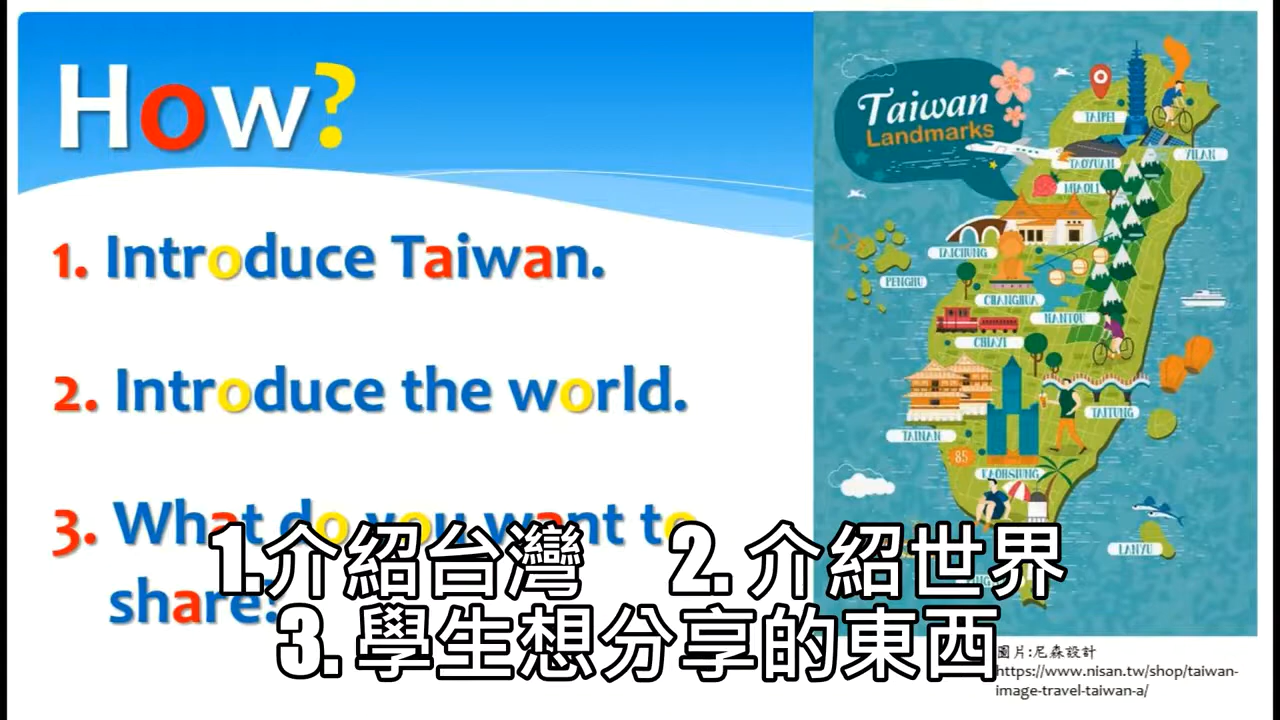 How?
1. Introduce Taiwan.
2. Introduce the world.
3. What do you want to
share?
1.介紹台灣 2. 介紹世界
3. 學生想分享的東西
Taiwan
Landmarks
TAIPEI
YILAN
TAOYUAN
MIAOLI
TAICHUNG
PENGHU
CHANGHUA
NANTOU
CHIAYI
TAITUNG
TAINAN
85
KAOHSIUNG
LANYU
圖片:尼森設計
https://www.nisan.tw/shop/taiwan-
image-travel-taiwan-a/